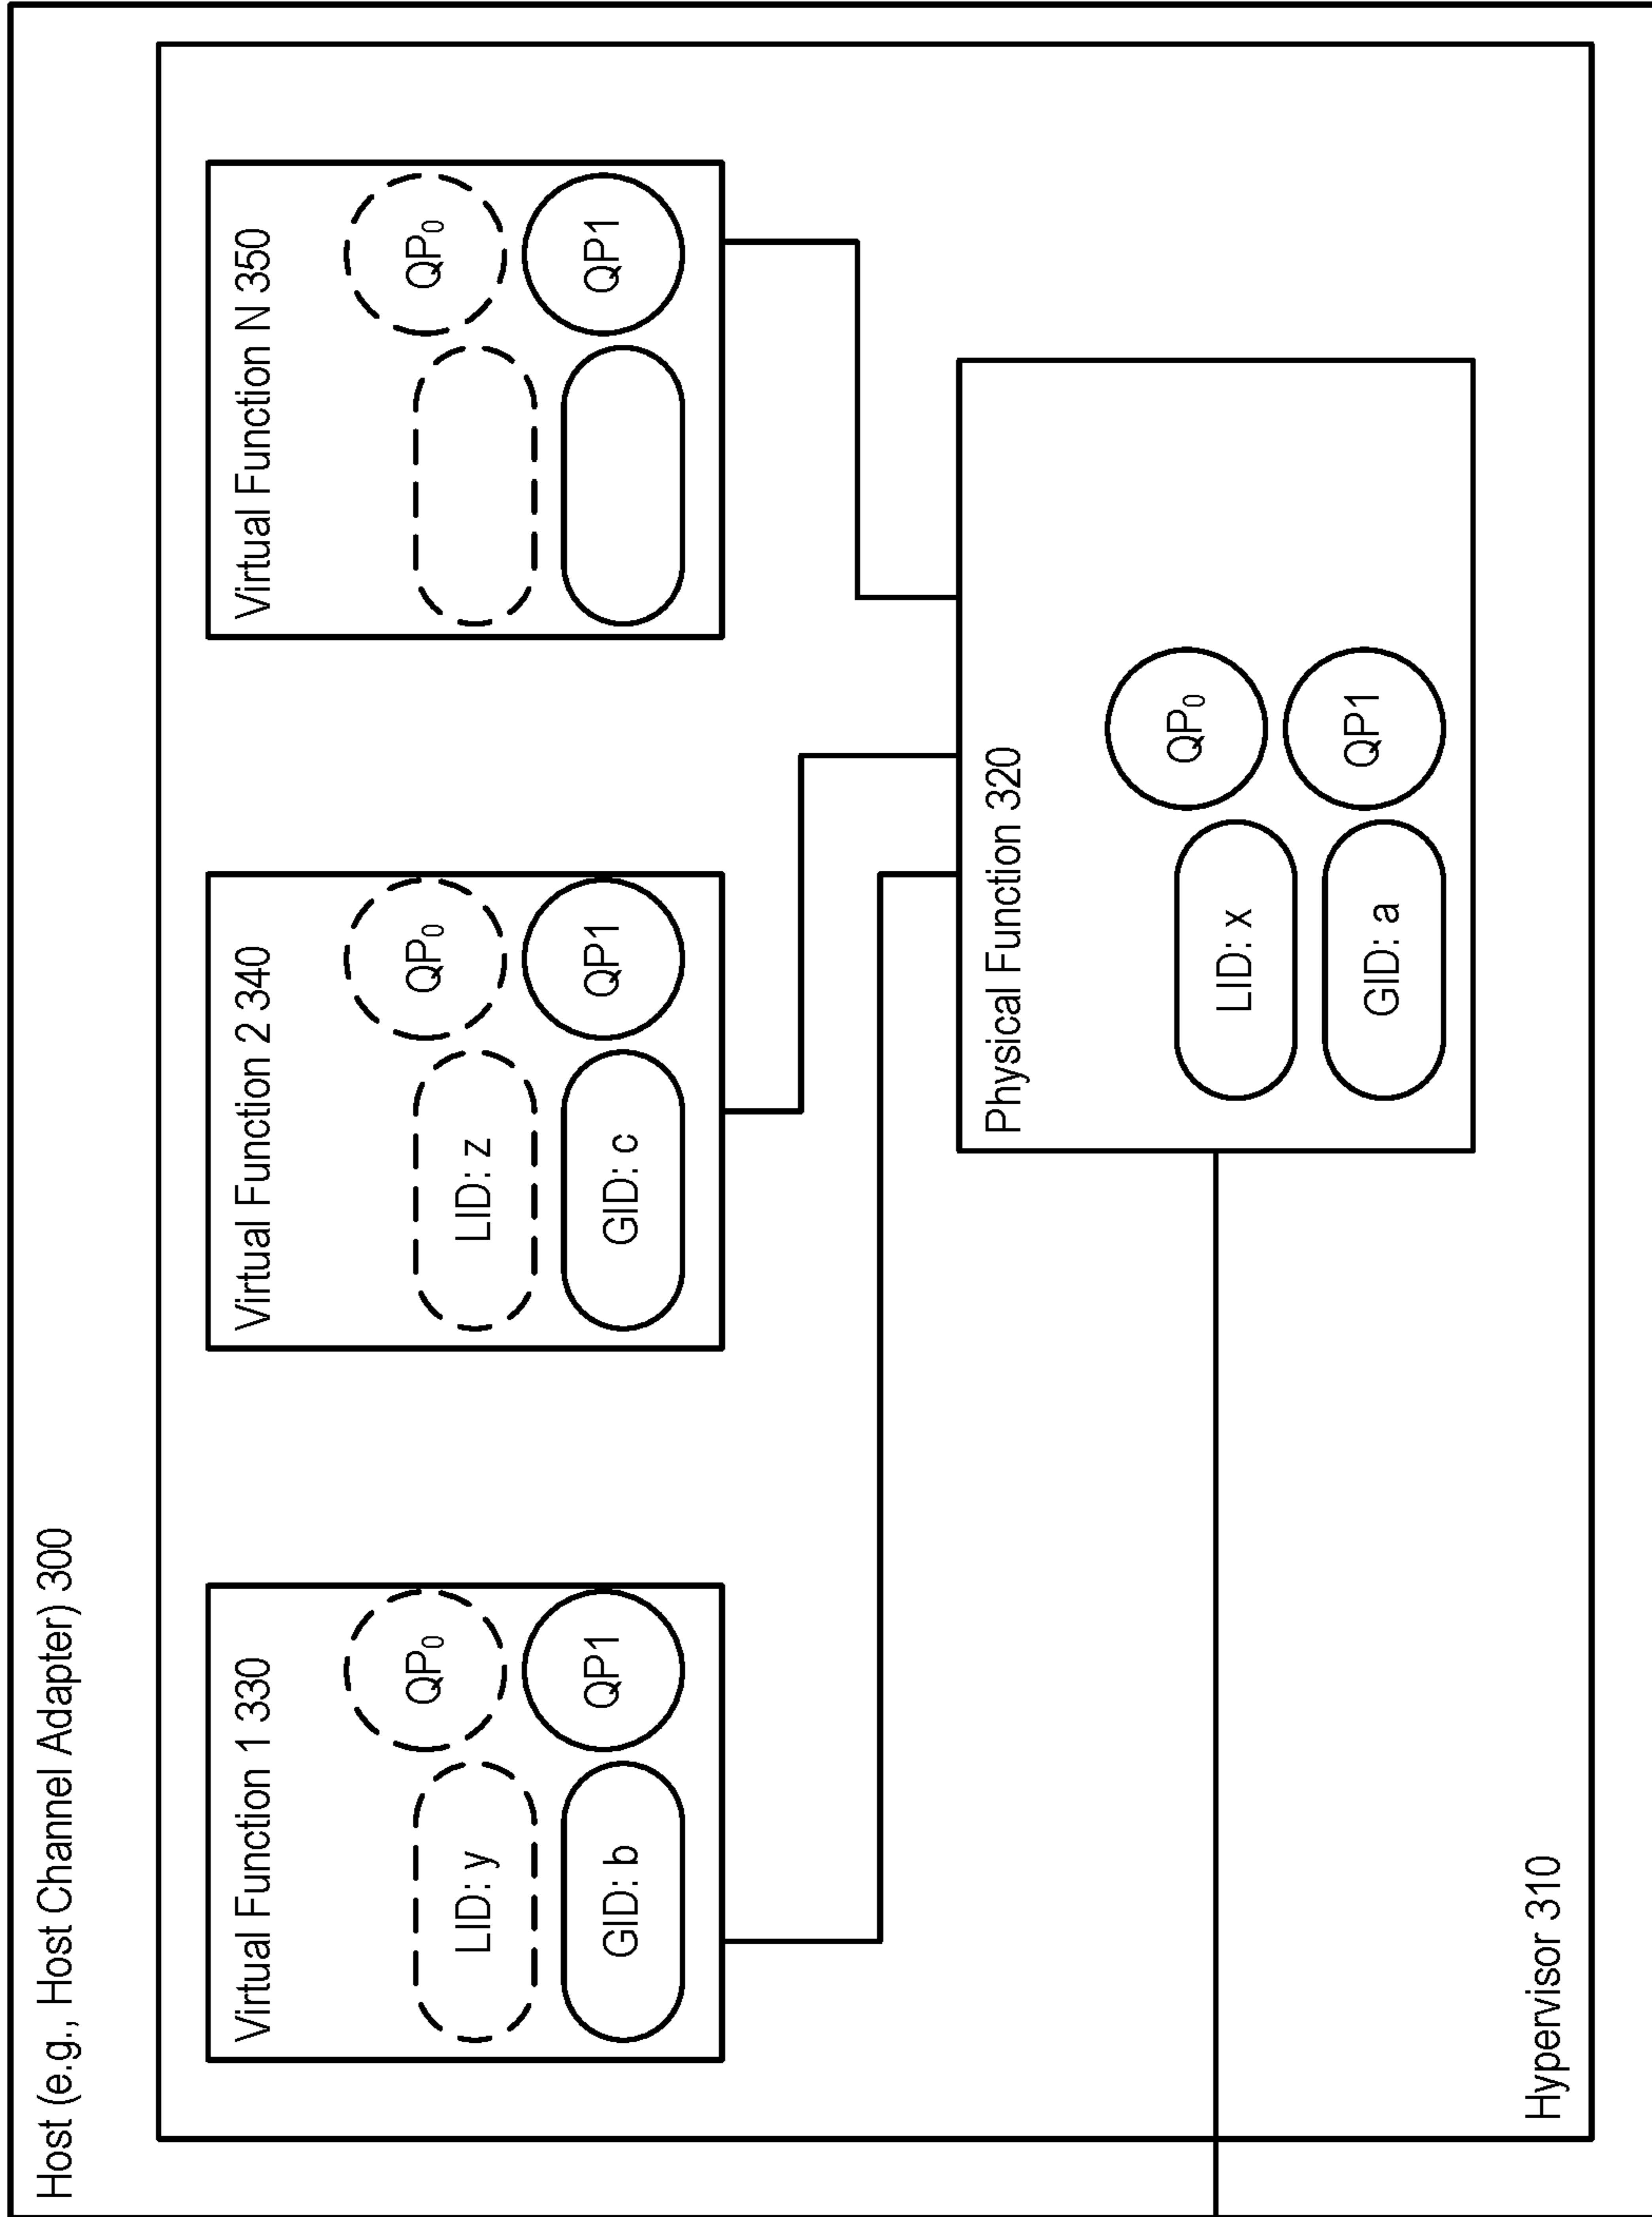 Host (e.g., Host Channel Adapter) 300
Virtual Function 1 330
QP0
LID: y
QP1
GID: b
Virtual Function 2 340
QP0
LID: z
QP1
GID: c
Virtual Function N 350
QP0
QP1
Physical Function 320
QP0
LID: x
QP1
GID: a
Hypervisor 310